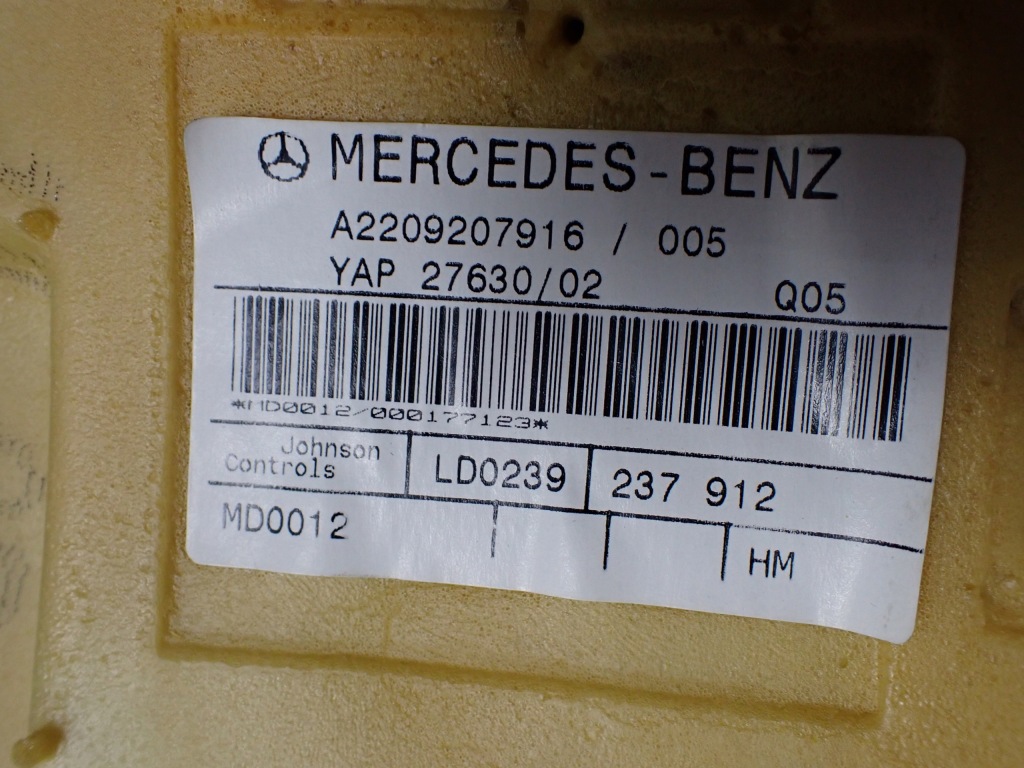 MERCEDES-BENZ
A2209207916 / 005
YAP 27630/02 Q05
*MD0012/000177123*
Johnson
Controls
LD0239
237 912
MD0012
HM